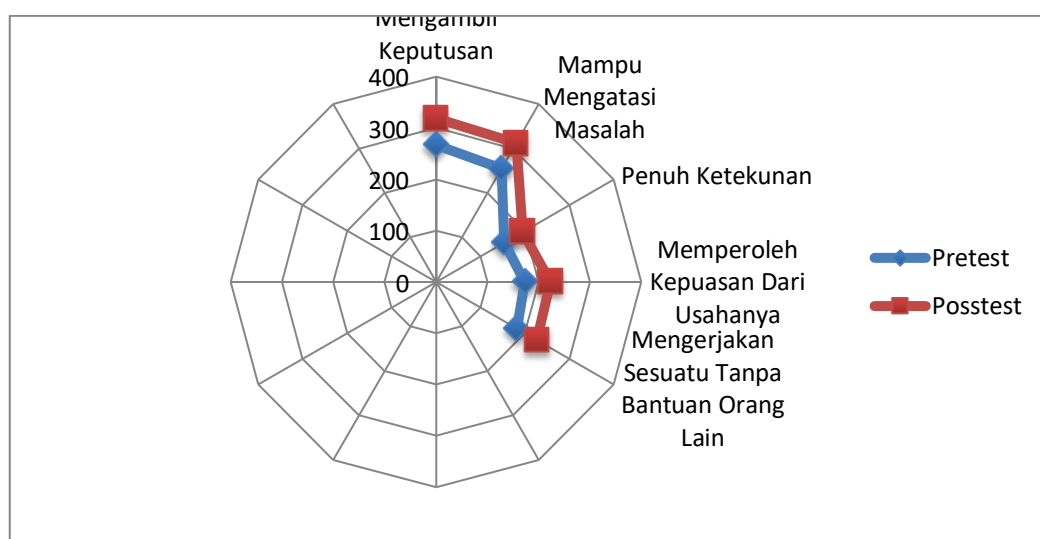 Mengambil
Keputusan
Mampu
Mengatasi
Masalah
Penuh Ketekunan
Memperoleh
Kepuasan Dari
Usahanya
Mengerjakan
Sesuatu Tanpa
Bantuan Orang
Lain
400
300
200
100
0
Pretest
Posstest